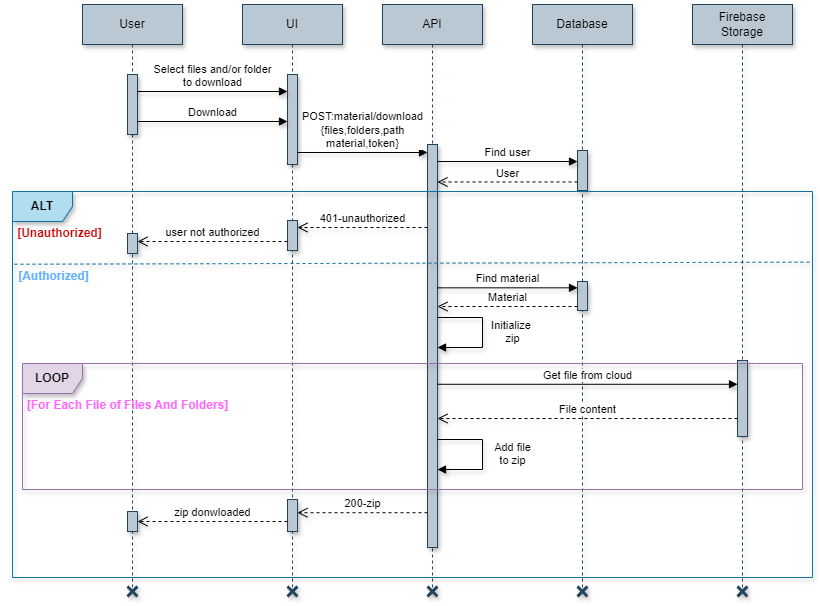 User
UI
API
Database
Firebase
Storage
Select files and/or folder
to download
Download
POST:material/download
{files,folders,path
material,token}
Find user
User
ALT
[Unauthorized]
401-unauthorized
user not authorized
[Authorized]
Find material
Material
Initialize
zip
LOOP
[For Each File of Files And Folders]
Get file from cloud
File content
Add file
to zip
200-zip
zip donwloaded